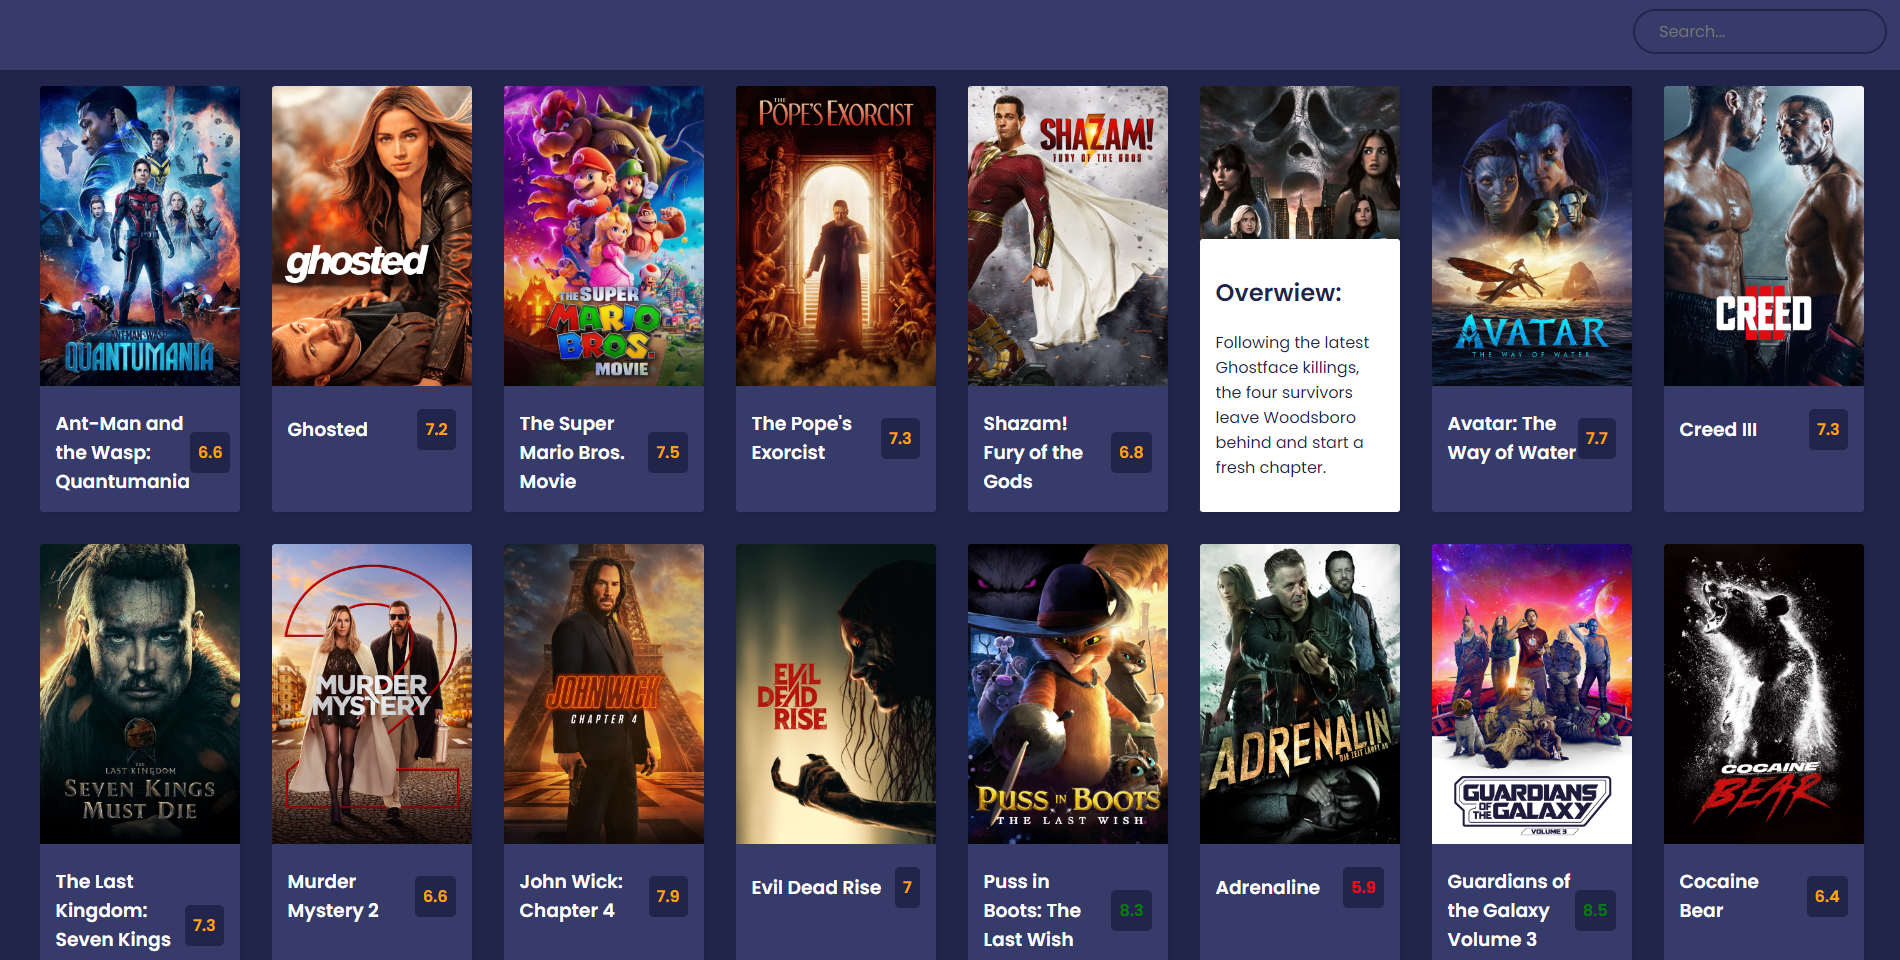 Search...
ghosted
THE SUPER
MARIO
BROS.
MOVIE
THE
POPE'S EXORCIST
SHAZAM!
FURY OF THE GODS
AVATAR
THE WAY OF WATER
III
CREED
ANT-MAN AND THE WASP
QUANTUMANIA
Ant-Man and
the Wasp:
Quantumania
6.6
Ghosted
7.2
The Super
Mario Bros.
Movie
7.5
The Pope's
Exorcist
7.3
Shazam!
Fury of the
Gods
6.8
Overwiew:
Following the latest
Ghostface killings,
the four survivors
leave Woodsboro
behind and start a
fresh chapter.
Avatar: The
Way of Water
7.7
Creed III
7.3
THE
LAST KINGDOM
SEVEN KINGS
MUST DIE
2
MURDER
MYSTERY
JOHN WICK
CHAPTER 4
EVIL
DEAD
RISE
PUSS IN BOOTS
THE LAST WISH
ADRENALIN
DIE ZEIT LÄUFT AB
GUARDIANS
OF THE
GALAXY
VOLUME 3
COCAINE
BEAR
The Last
Kingdom:
Seven Kings
7.3
Murder
Mystery 2
6.6
John Wick:
Chapter 4
7.9
Evil Dead Rise
7
Puss in
Boots: The
Last Wish
8.3
Adrenaline
5.9
Guardians of
the Galaxy
Volume 3
8.5
Cocaine
Bear
6.4